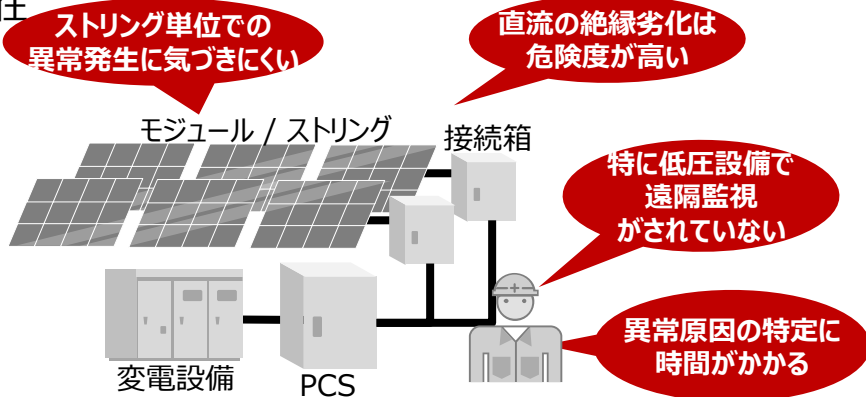 ストリング単位での
異常発生に気づきにくい
直流の絶縁劣化は
危険度が高い
モジュール / ストリング
接続箱
特に低圧設備で
遠隔監視
がされていない
異常原因の特定に
時間がかかる
変電設備
PCS